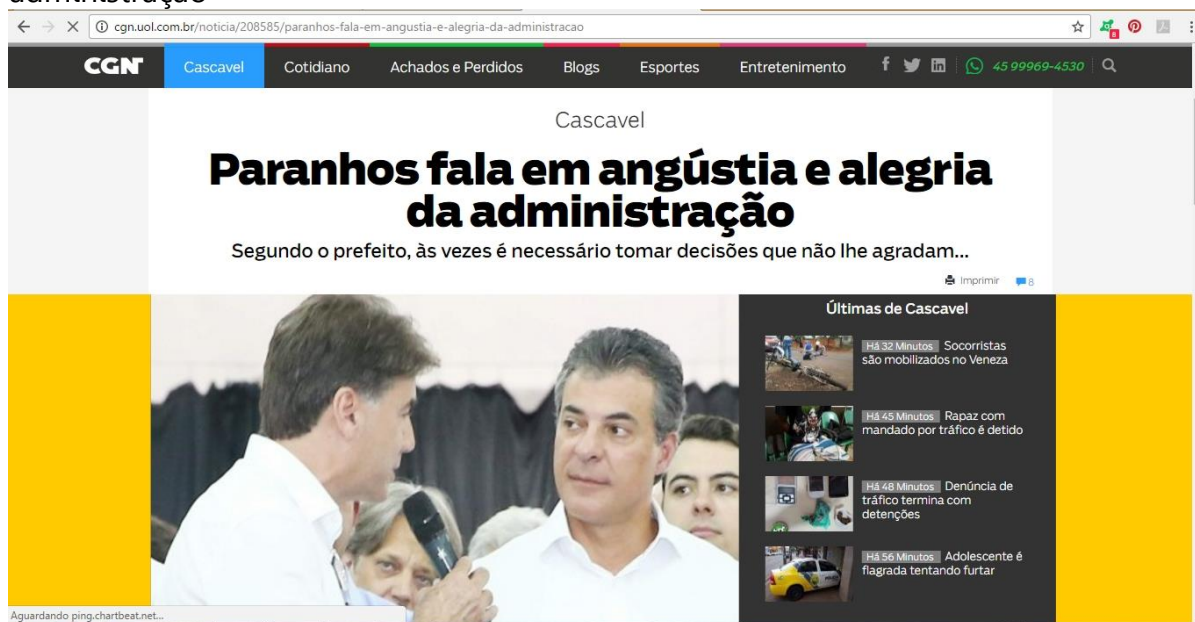 administração
cgn.uol.com.br/noticia/208585/paranhos-fala-em-angustia-e-alegria-da-administracao
CGN Cascavel Cotidiano Achados e Perdidos Blogs Esportes Entretenimento 45 99969-4530
Cascavel
Paranhos fala em angústia e alegria
da administração
Segundo o prefeito, às vezes é necessário tomar decisões que não lhe agradam...
Imprimir 8
Últimas de Cascavel
Há 32 Minutos Socorristas
são mobilizados no Veneza
Há 45 Minutos Rapaz com
mandado por tráfico é detido
Há 48 Minutos Denúncia de
tráfico termina com
detenções
Há 56 Minutos Adolescente é
flagrada tentando furtar
Aguardando ping.chartbeat.net...